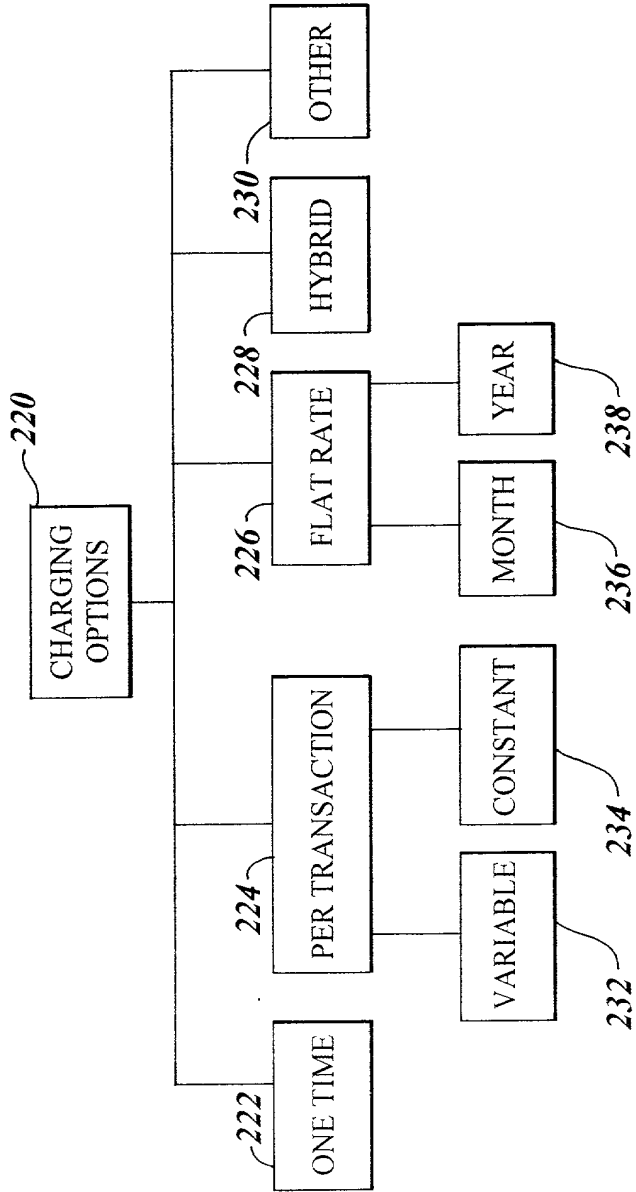 220
CHARGING
OPTIONS
222
ONE TIME
224
PER TRANSACTION
226
FLAT RATE
228
HYBRID
230
OTHER
VARIABLE
232
CONSTANT
234
MONTH
236
YEAR
238